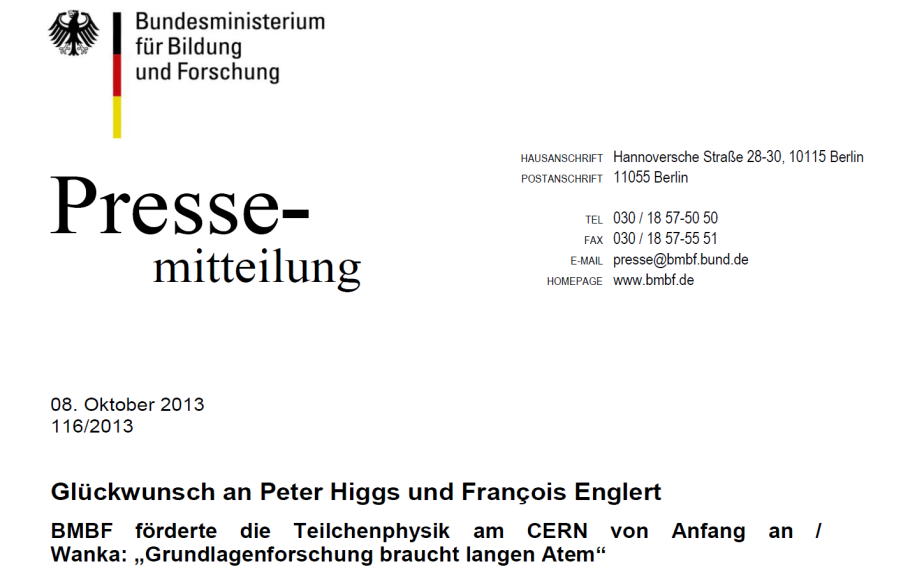 Bundesministerium
für Bildung
und Forschung
Presse-
mitteilung
HAUSANSCHRIFT Hannoversche Straße 28-30, 10115 Berlin
POSTANSCHRIFT 11055 Berlin
TEL 030 / 18 57-50 50
FAX 030 / 18 57-55 51
E-MAIL presse@bmbf.bund.de
HOMEPAGE www.bmbf.de
08. Oktober 2013
116/2013
Glückwunsch an Peter Higgs und François Englert
BMBF förderte die Teilchenphysik am CERN von Anfang an /
Wanka: „Grundlagenforschung braucht langen Atem“